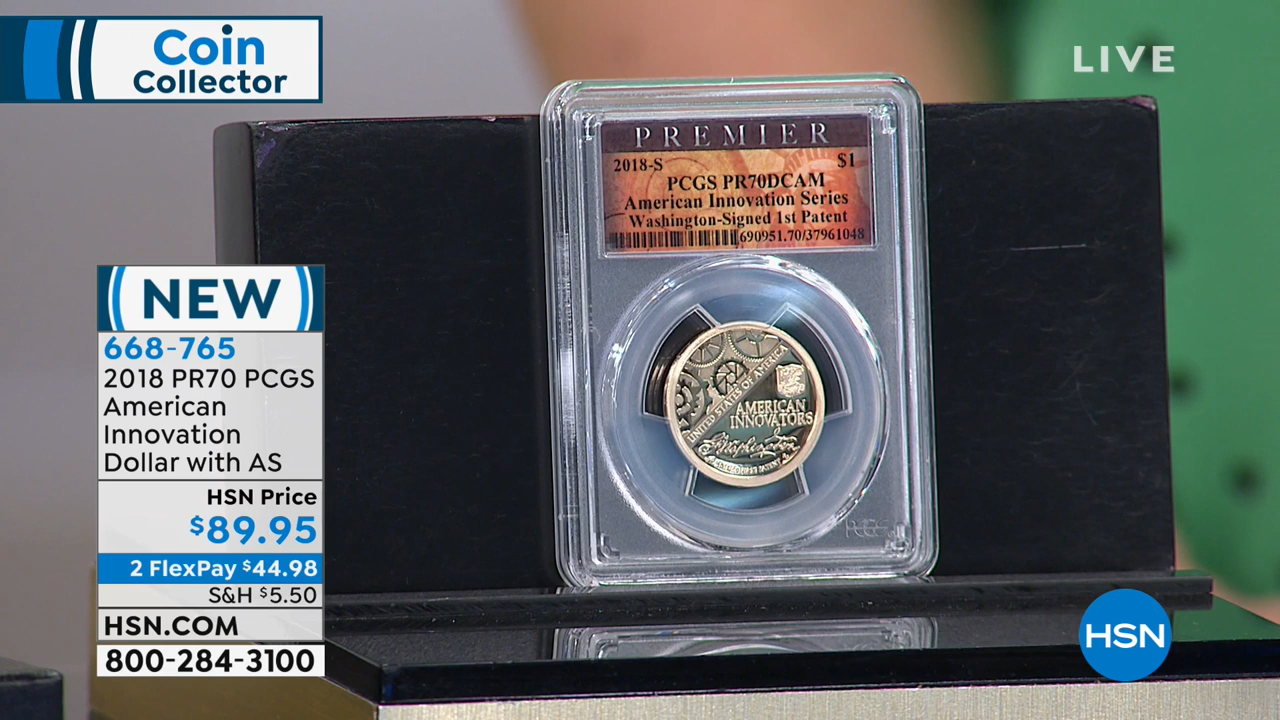 Coin
Collector
LIVE
PREMIER
2018-S $1
PCGS PR70DCAM
American Innovation Series
Washington-Signed 1st Patent
690951.70/37961048
UNITED STATES OF AMERICA
AMERICAN
INNOVATORS
PCGS
NEW
668-765
2018 PR70 PCGS
American
Innovation
Dollar with AS
HSN Price
$89.95
2 FlexPay $44.98
S&H $5.50
HSN.COM
800-284-3100
HSN